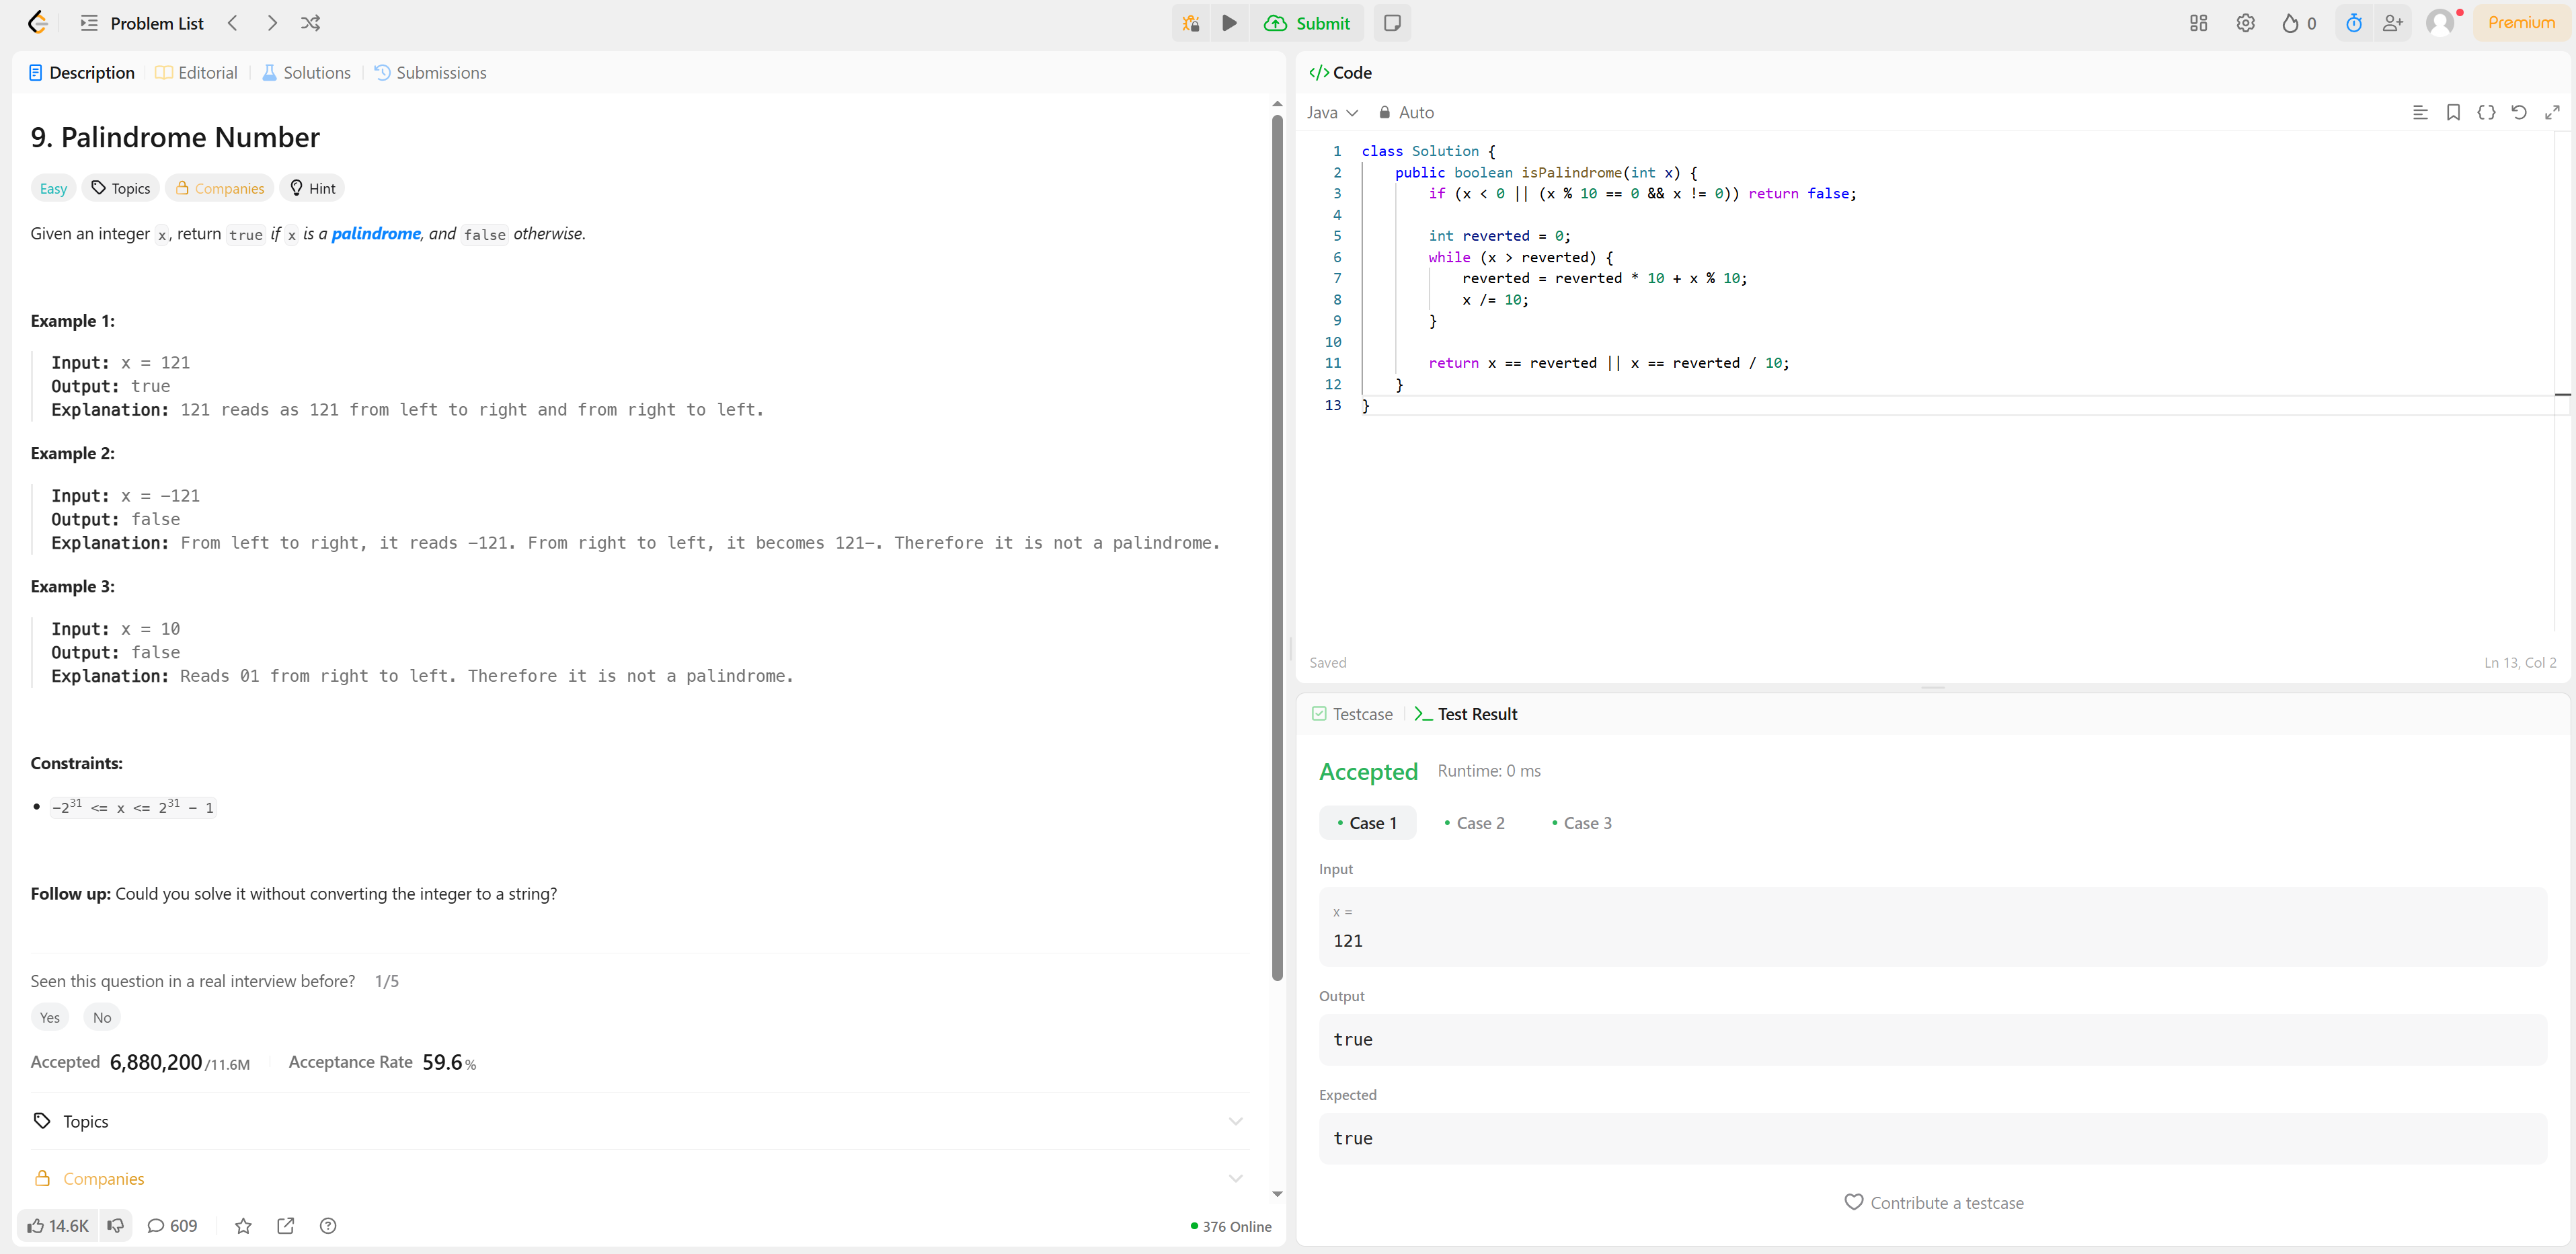 Problem List
Submit
0
Premium
Description
Editorial
Solutions
Submissions
9. Palindrome Number
Easy
Topics
Companies
Hint
Given an integer x, return true if x is a palindrome, and false otherwise.
Example 1:
Input: x = 121
Output: true
Explanation: 121 reads as 121 from left to right and from right to left.
Example 2:
Input: x = -121
Output: false
Explanation: From left to right, it reads -121. From right to left, it becomes 121-. Therefore it is not a palindrome.
Example 3:
Input: x = 10
Output: false
Explanation: Reads 01 from right to left. Therefore it is not a palindrome.
Constraints:
• -2³¹ <= x <= 2³¹ - 1
Follow up: Could you solve it without converting the integer to a string?
Seen this question in a real interview before? 1/5
Yes
No
Accepted 6,880,200/11.6M
Acceptance Rate 59.6%
Topics
Companies
14.6K
609
376 Online
</> Code
Java
Auto
1 class Solution {
2     public boolean isPalindrome(int x) {
3         if (x < 0 || (x % 10 == 0 && x != 0)) return false;
4
5         int reverted = 0;
6         while (x > reverted) {
7             reverted = reverted * 10 + x % 10;
8             x /= 10;
9         }
10
11         return x == reverted || x == reverted / 10;
12     }
13 }
Saved
Ln 13, Col 2
Testcase
>_ Test Result
Accepted
Runtime: 0 ms
• Case 1
• Case 2
• Case 3
Input
x =
121
Output
true
Expected
true
Contribute a testcase